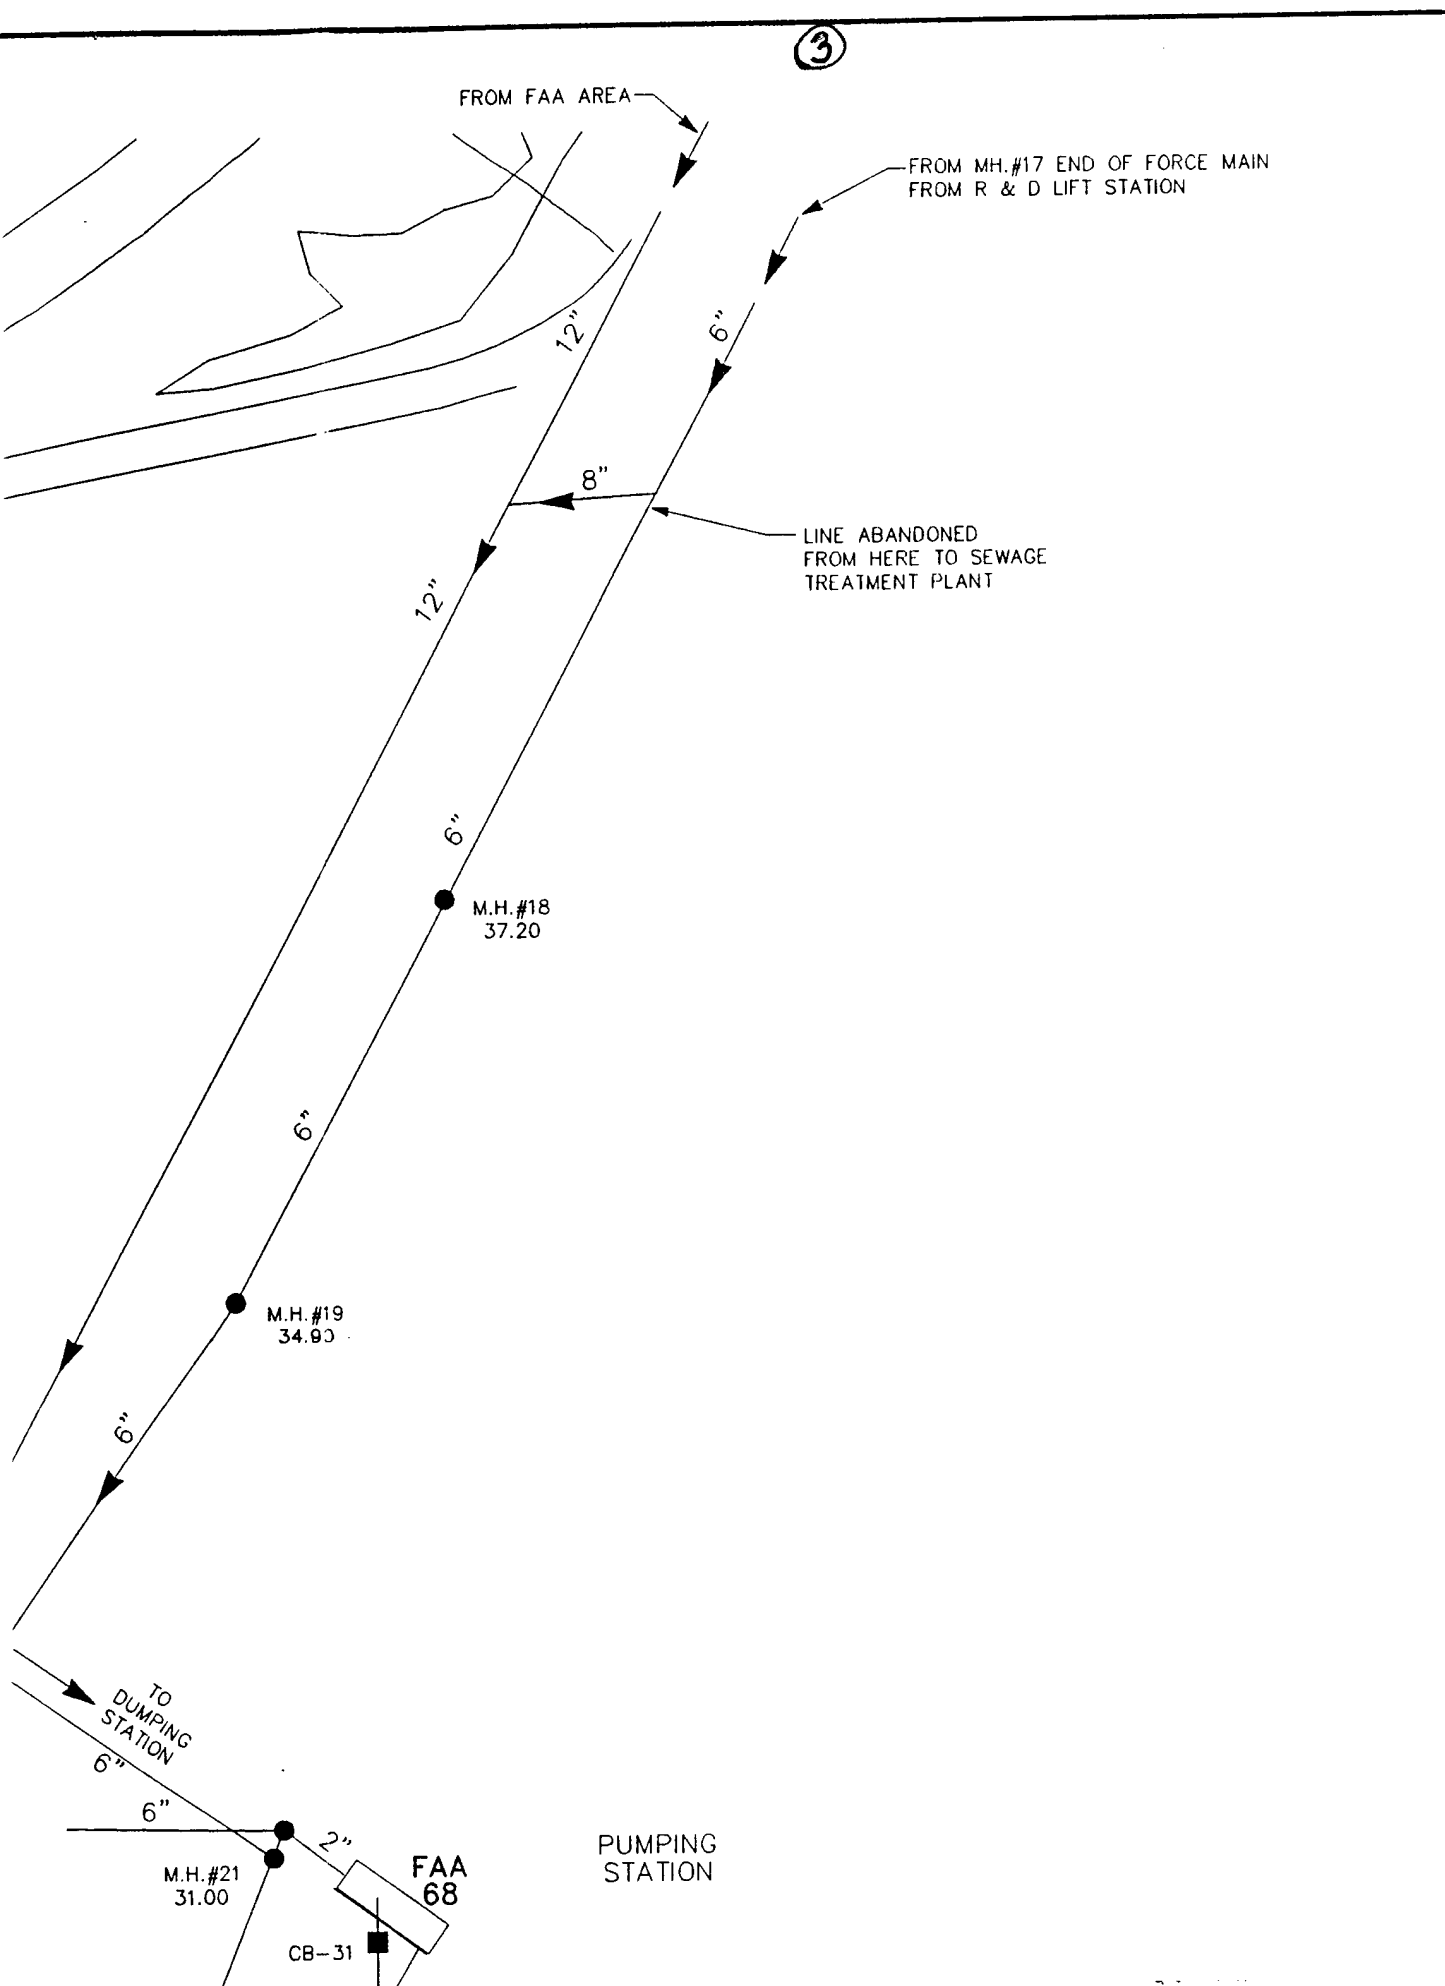 3
FROM FAA AREA
FROM MH.#17 END OF FORCE MAIN
FROM R & D LIFT STATION
12"
6"
8"
LINE ABANDONED
FROM HERE TO SEWAGE
TREATMENT PLANT
12"
6"
M.H.#18
37.20
6"
M.H.#19
34.90
6"
TO
DUMPING
STATION
6"
6"
2"
M.H.#21
31.00
FAA
68
PUMPING
STATION
CB-31